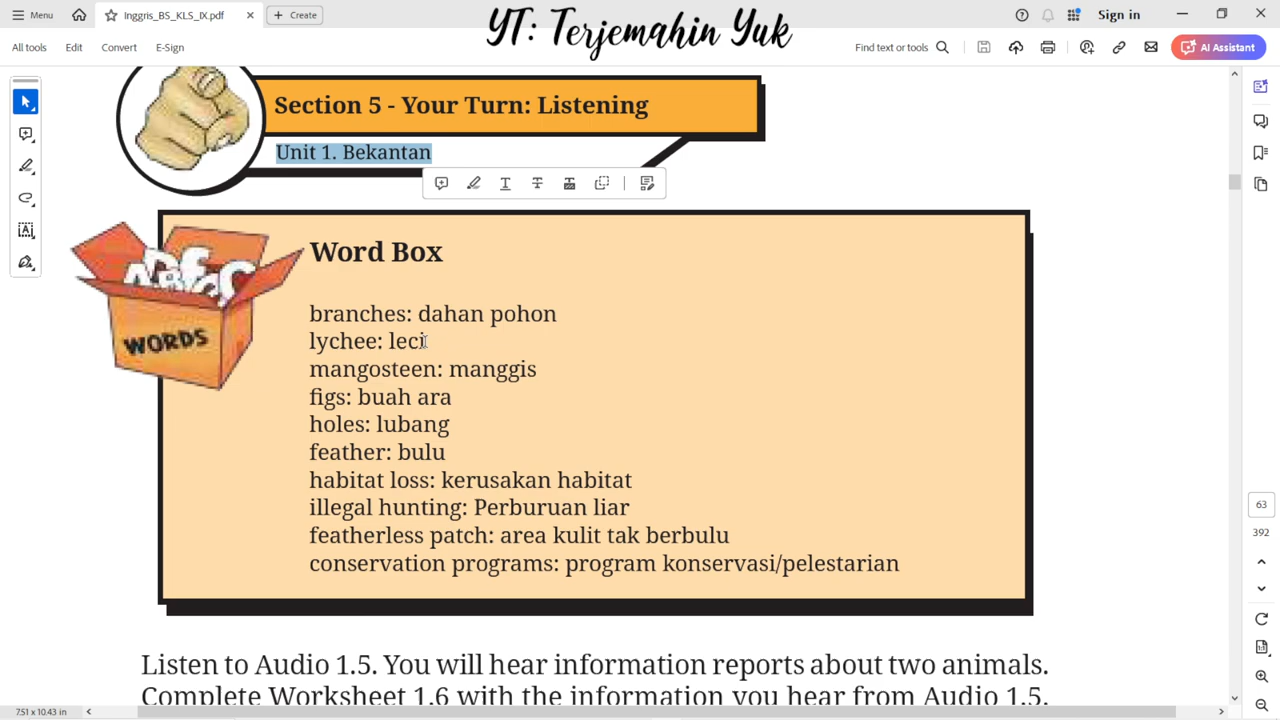 Menu
Inggris_BS_KLS_IX.pdf
Create
YT: Terjemahin Yuk
Sign in
All tools
Edit
Convert
E-Sign
Find text or tools
AI Assistant
Section 5 - Your Turn: Listening
Unit 1. Bekantan
Word Box
WORDS
branches: dahan pohon
lychee: leci
mangosteen: manggis
figs: buah ara
holes: lubang
feather: bulu
habitat loss: kerusakan habitat
illegal hunting: Perburuan liar
featherless patch: area kulit tak berbulu
conservation programs: program konservasi/pelestarian
Listen to Audio 1.5. You will hear information reports about two animals.
Complete Worksheet 1.6 with the information you hear from Audio 1.5.
63
392
7.51 x 10.43 in